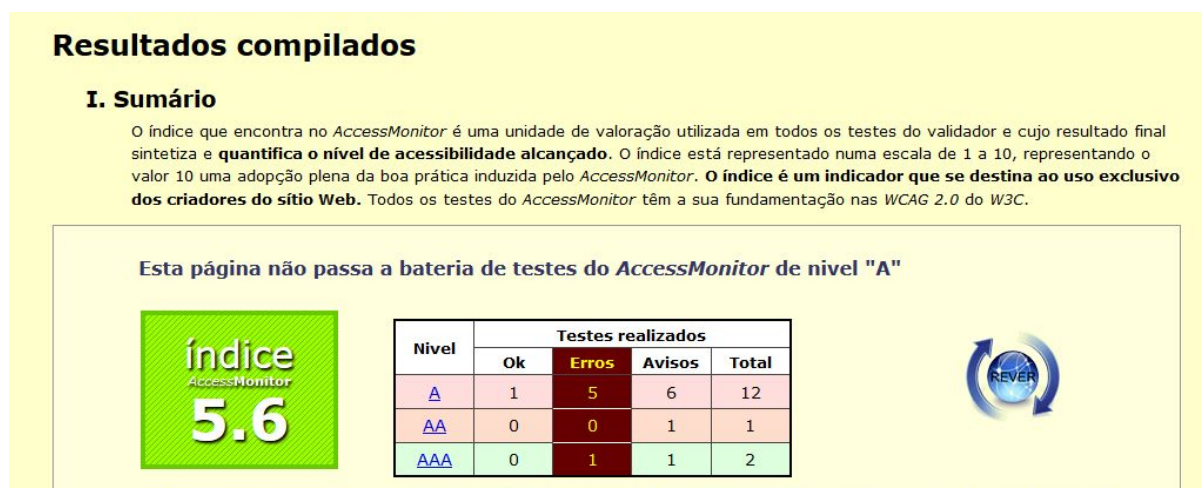 Resultados compilados
I. Sumário
O índice que encontra no AccessMonitor é uma unidade de valoração utilizada em todos os testes do validador e cujo resultado final
sintetiza e quantifica o nível de acessibilidade alcançado. O índice está representado numa escala de 1 a 10, representando o
valor 10 uma adopção plena da boa prática induzida pelo AccessMonitor. O índice é um indicador que se destina ao uso exclusivo
dos criadores do sítio Web. Todos os testes do AccessMonitor têm a sua fundamentação nas WCAG 2.0 do W3C.
Esta página não passa a bateria de testes do AccessMonitor de nivel "A"
índice
AccessMonitor
5.6
Nivel Testes realizados
Ok Erros Avisos Total
A 1 5 6 12
AA 0 0 1 1
AAA 0 1 1 2
REVER